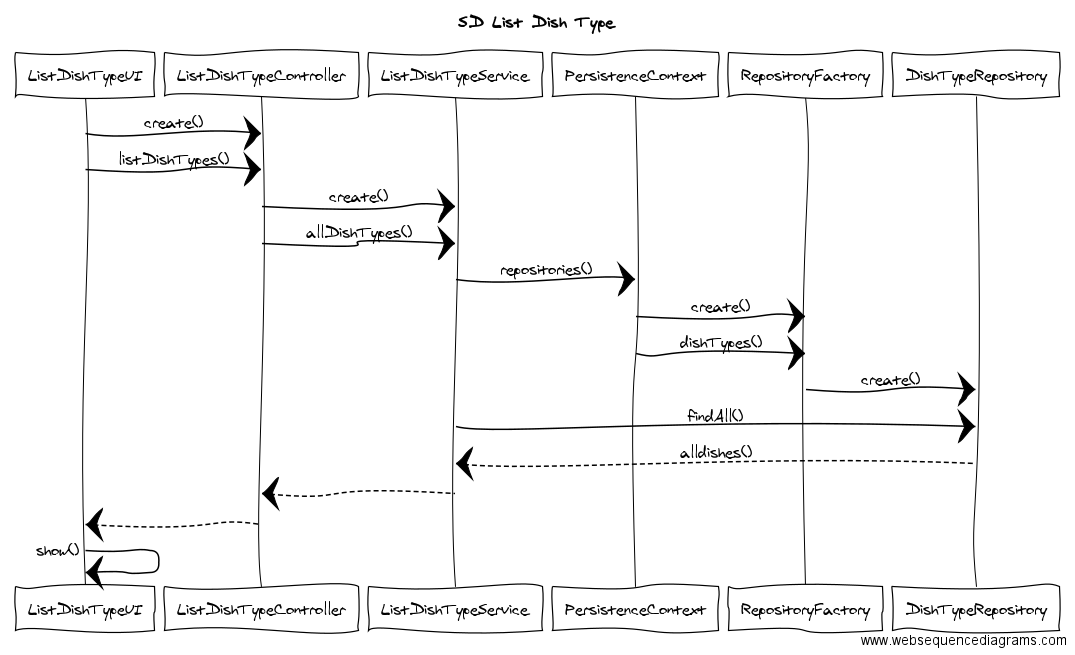 SD List Dish Type
ListDishTypeUI
ListDishTypeController
ListDishTypeService
PersistenceContext
RepositoryFactory
DishTypeRepository
create()
listDishTypes()
create()
allDishTypes()
repositories()
create()
dishTypes()
create()
findAll()
alldishes()
show()
ListDishTypeUI
ListDishTypeController
ListDishTypeService
PersistenceContext
RepositoryFactory
DishTypeRepository
www.websequencediagrams.com